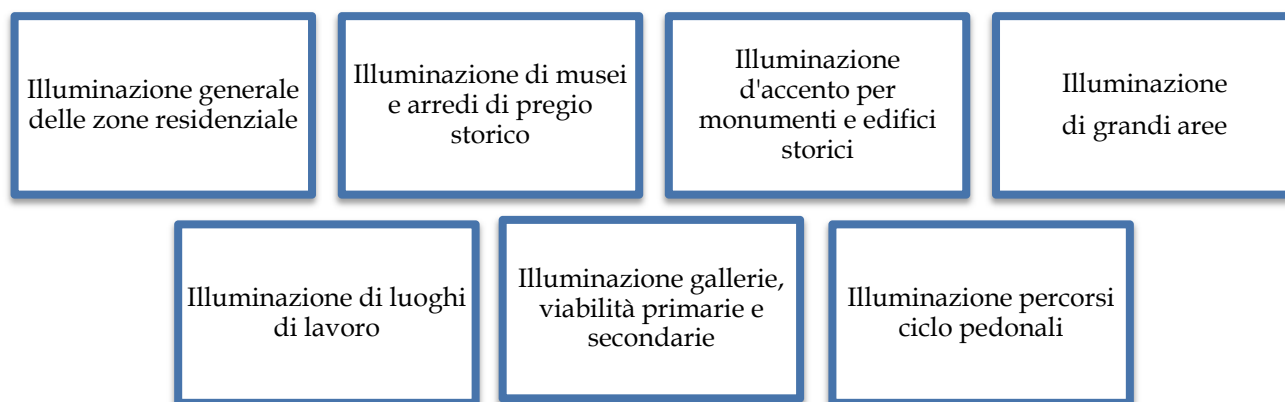 Illuminazione generale
delle zone residenziale
Illuminazione di musei
e arredi di pregio
storico
Illuminazione
d'accento per
monumenti e edifici
storici
Illuminazione
di grandi aree
Illuminazione di luoghi
di lavoro
Illuminazione gallerie,
viabilità primarie e
secondarie
Illuminazione percorsi
ciclo pedonali